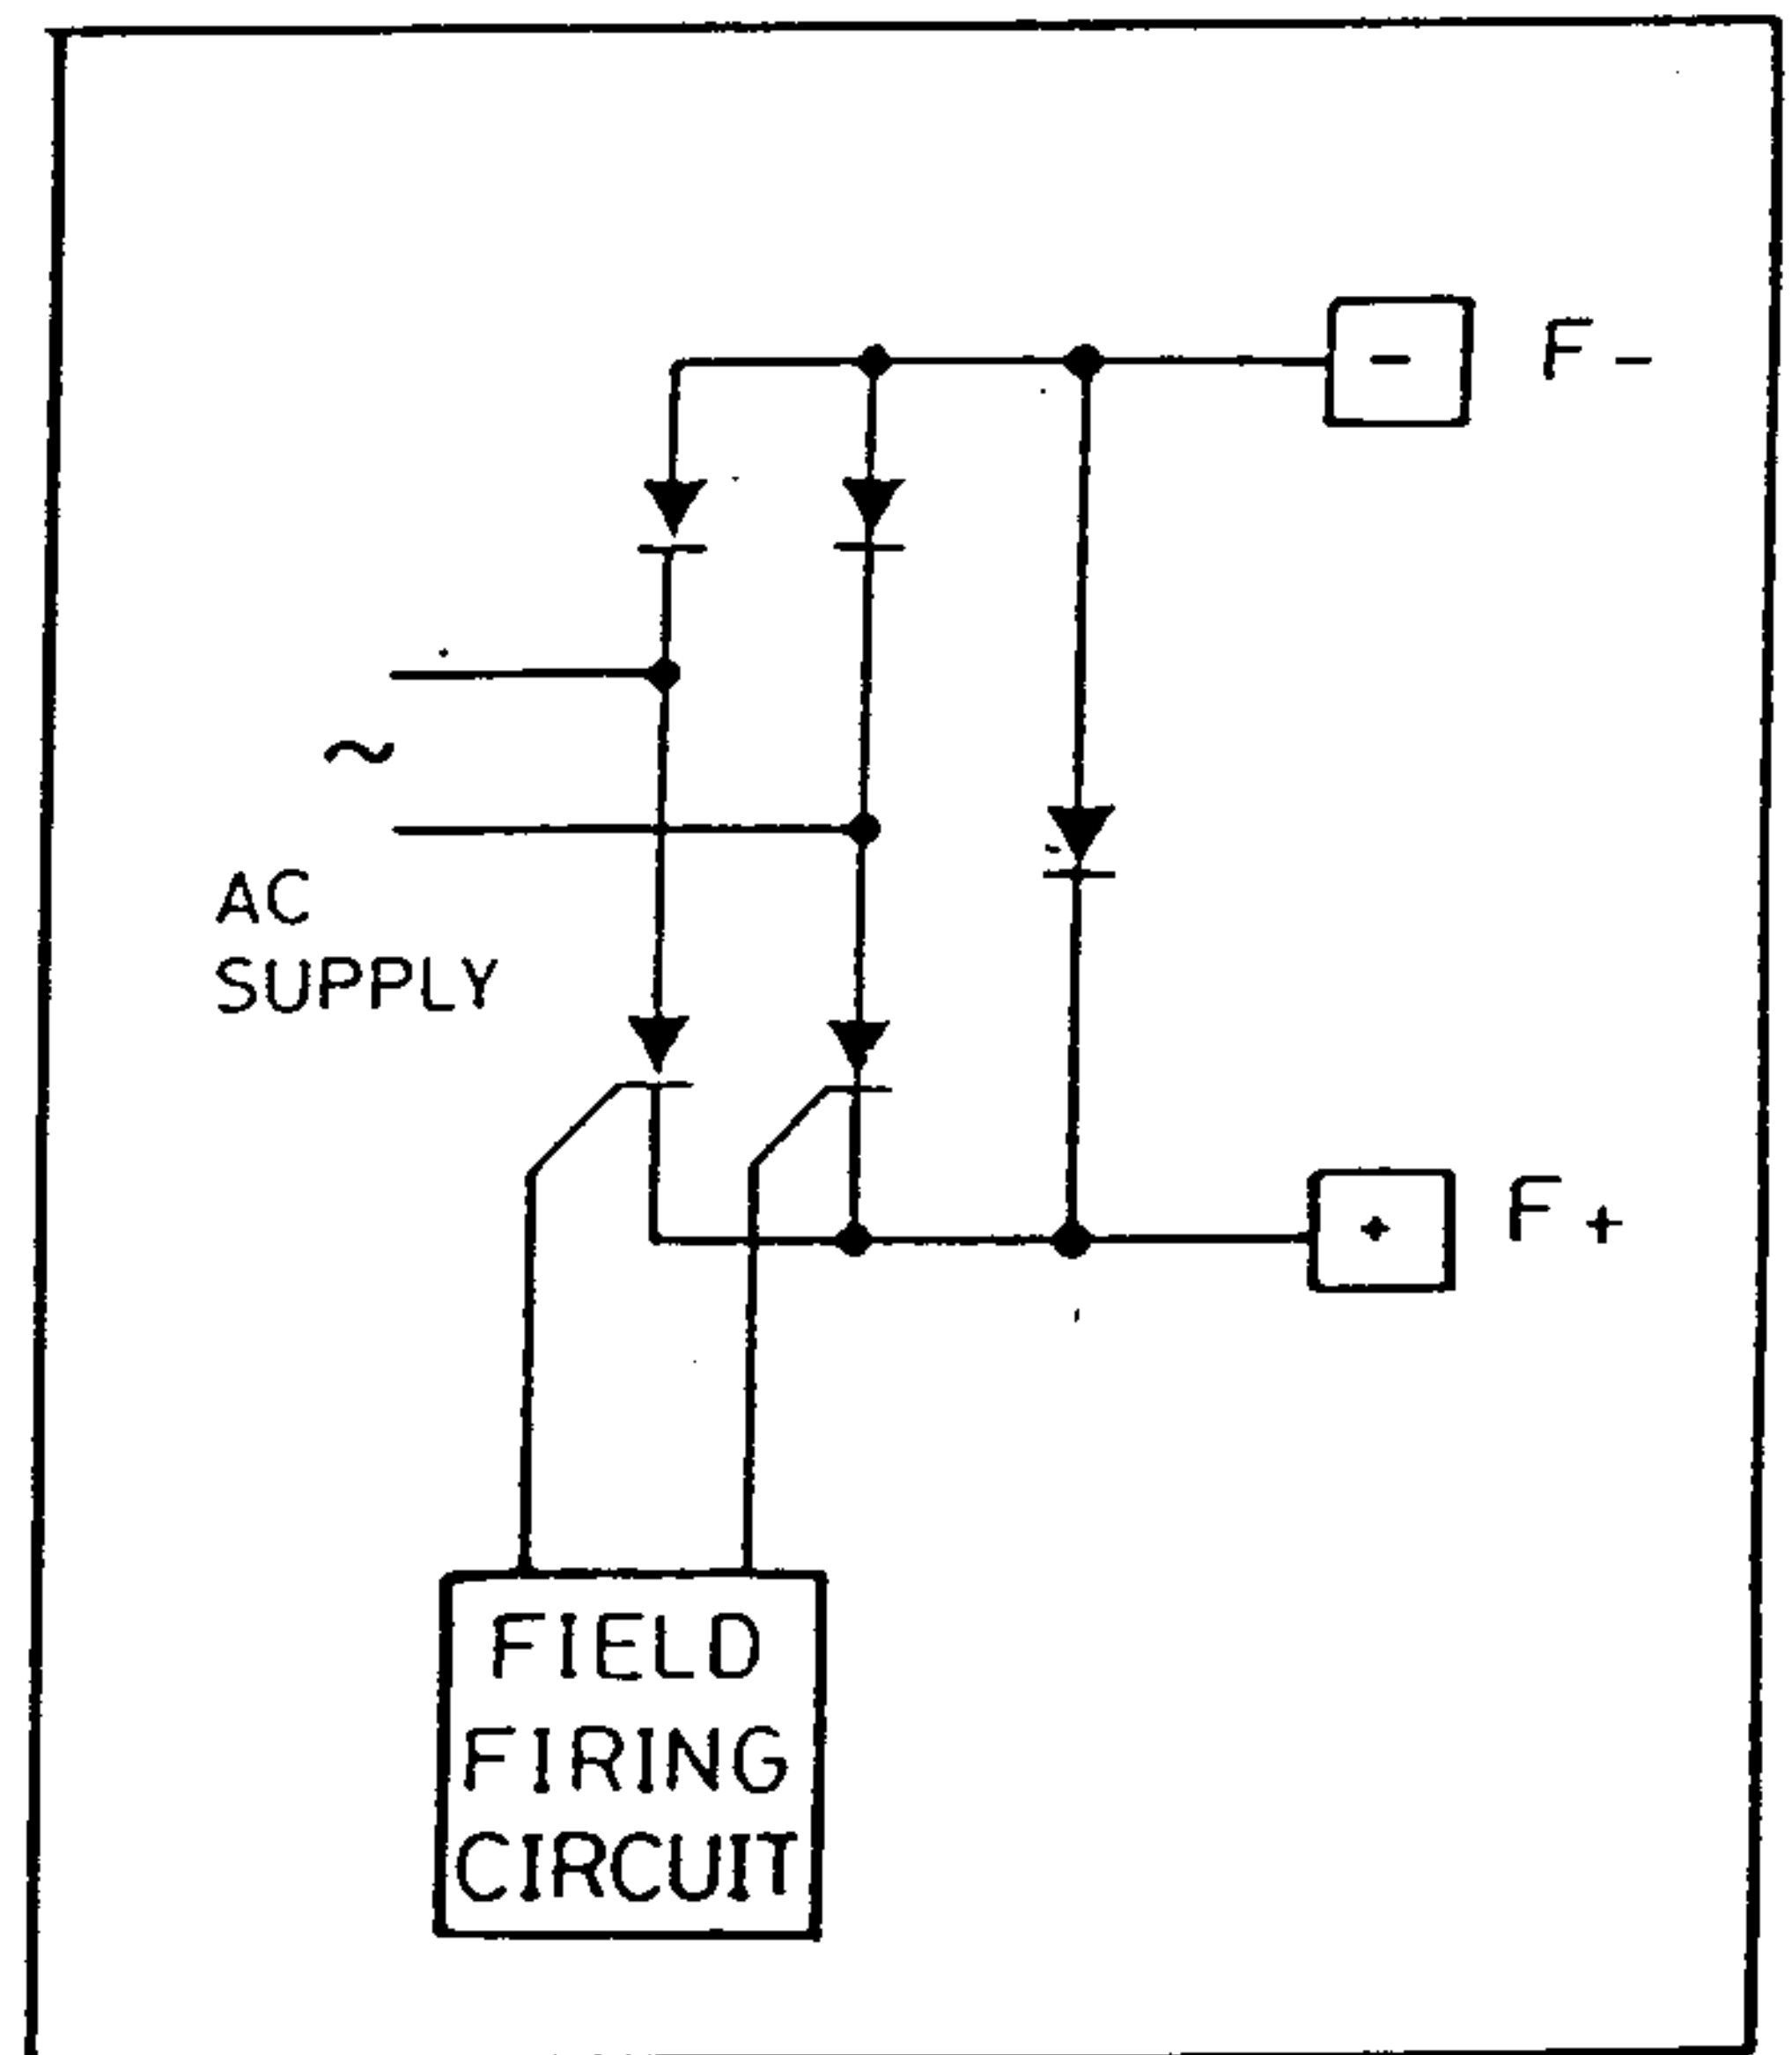 - F -
~
AC
SUPPLY
+ F +
FIELD
FIRING
CIRCUIT